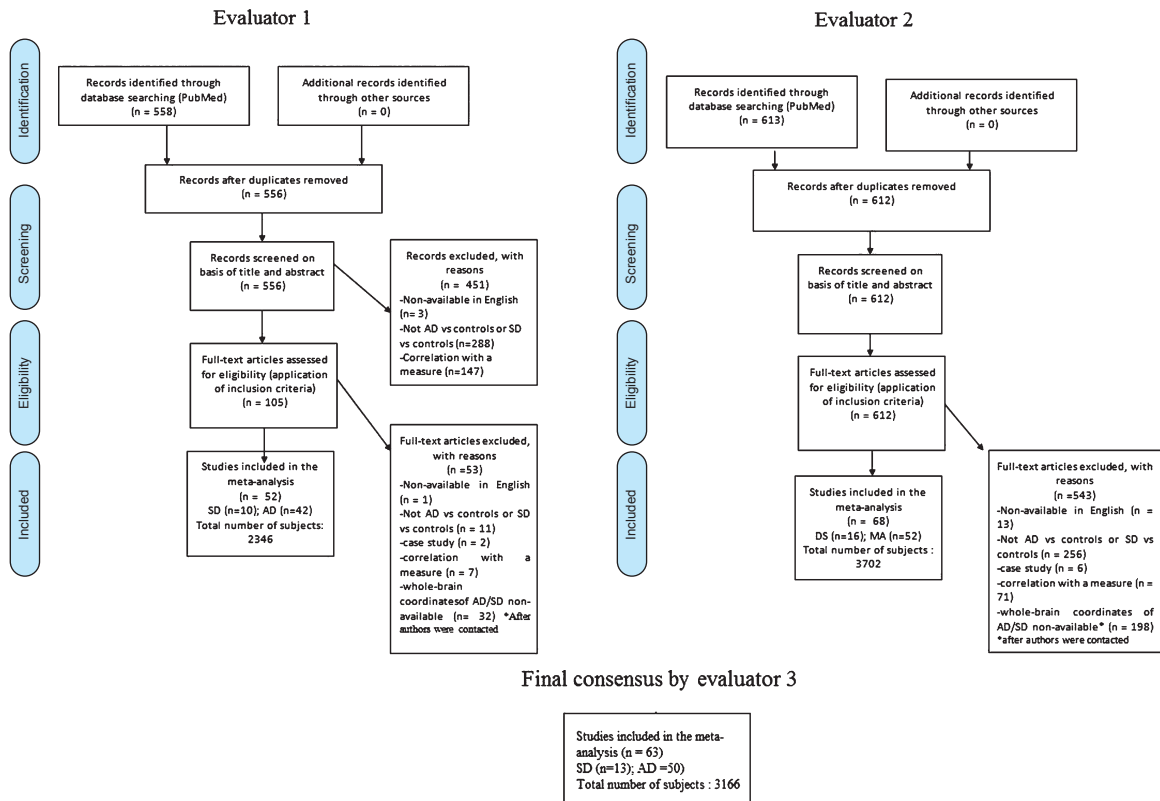 Evaluator 1
Identification
Records identified through
database searching (PubMed)
(n = 558)
Additional records identified
through other sources
(n = 0)
Records after duplicates removed
(n = 556)
Screening
Records screened on
basis of title and abstract
(n = 556)
Records excluded, with
reasons
(n = 451)
-Non-available in English
(n= 3)
-Not AD vs controls or SD
vs controls (n=288)
-Correlation with a
measure (n=147)
Eligibility
Full-text articles assessed
for eligibility (application
of inclusion criteria)
(n = 105)
Full-text articles excluded,
with reasons
(n =53)
-Non-available in English
(n = 1)
-Not AD vs controls or SD
vs controls (n = 11)
-case study (n = 2)
-correlation with a
measure (n = 7)
-whole-brain
coordinatesof AD/SD non-
available (n= 32) *After
authors were contacted
Included
Studies included in the
meta-analysis
(n = 52)
SD (n=10); AD (n=42)
Total number of subjects:
2346
Evaluator 2
Identification
Records identified through
database searching (PubMed)
(n = 613)
Additional records identified
through other sources
(n = 0)
Records after duplicates removed
(n = 612)
Screening
Records screened on
basis of title and abstract
(n = 612)
Eligibility
Full-text articles assessed
for eligibility (application of
inclusion criteria)
(n = 612)
Included
Studies included in the
meta-analysis
(n = 68)
DS (n=16); MA (n=52)
Total number of subjects :
3702
Full-text articles excluded, with
reasons
(n =543)
-Non-available in English (n =
13)
-Not AD vs controls or SD vs
controls (n = 256)
-case study (n = 6)
-correlation with a measure (n =
71)
-whole-brain coordinates of
AD/SD non-available* (n = 198)
*after authors were contacted
Final consensus by evaluator 3
Studies included in the meta-
analysis (n = 63)
SD (n=13); AD =50)
Total number of subjects : 3166